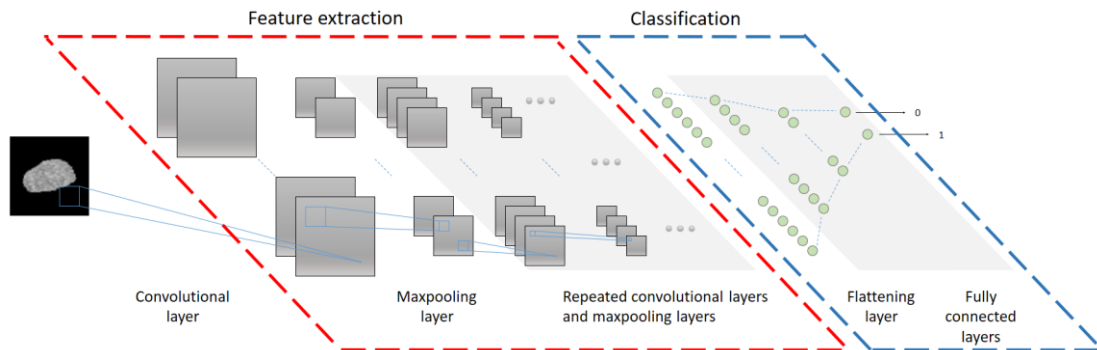 Feature extraction
Classification
0
1
Convolutional
layer
Maxpooling
layer
Repeated convolutional layers
and maxpooling layers
Flattening
layer
Fully
connected
layers